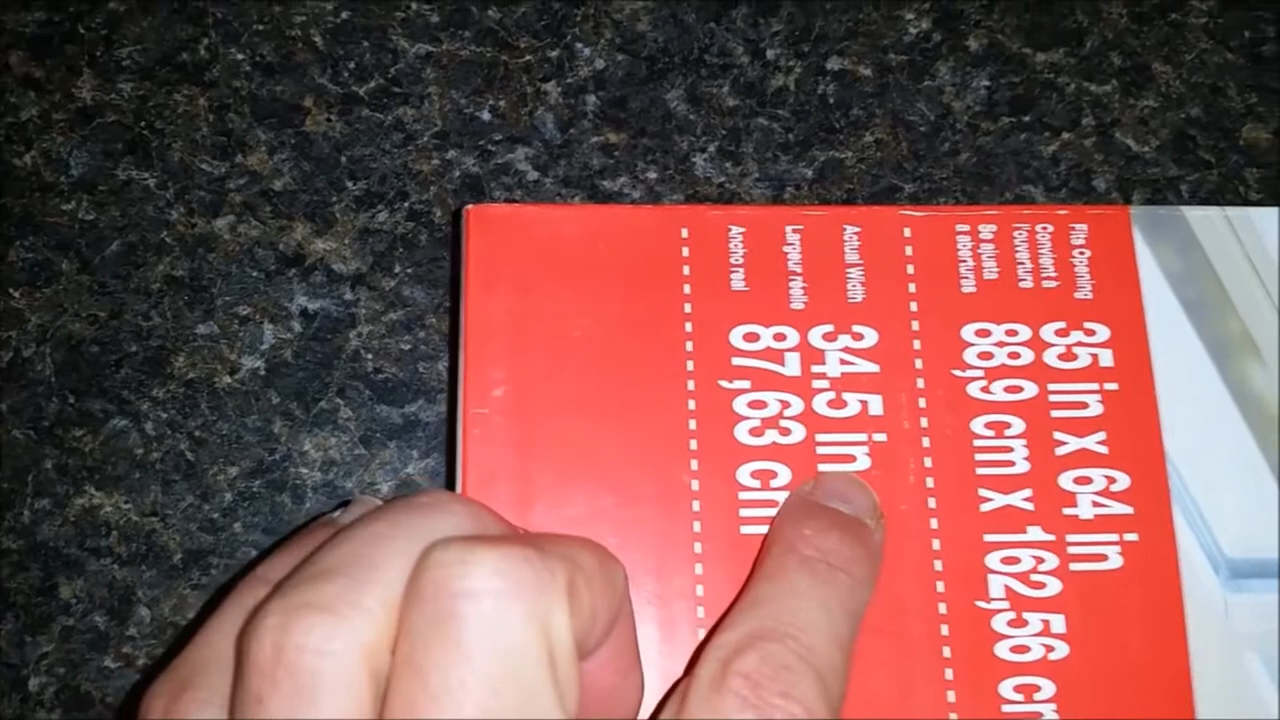 Fits Opening
Convient à
l'ouverture
Se ajusta
a aberturas
35 in x 64 in
88,9 cm x 162,56 cm
Actual Width
Largeur réelle
Ancho real
34.5 in
87,63 cm